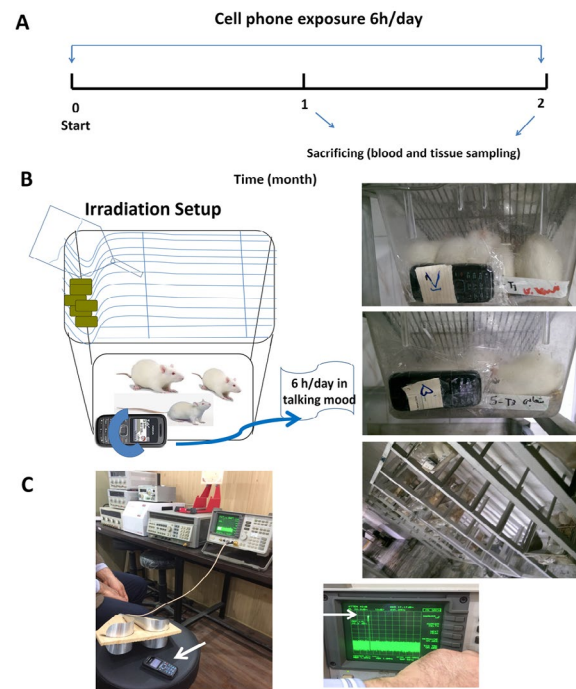 A
Cell phone exposure 6h/day
0
1
2
Start
Sacrificing (blood and tissue sampling)
Time (month)
B
Irradiation Setup
6 h/day in
talking mood
T1
C